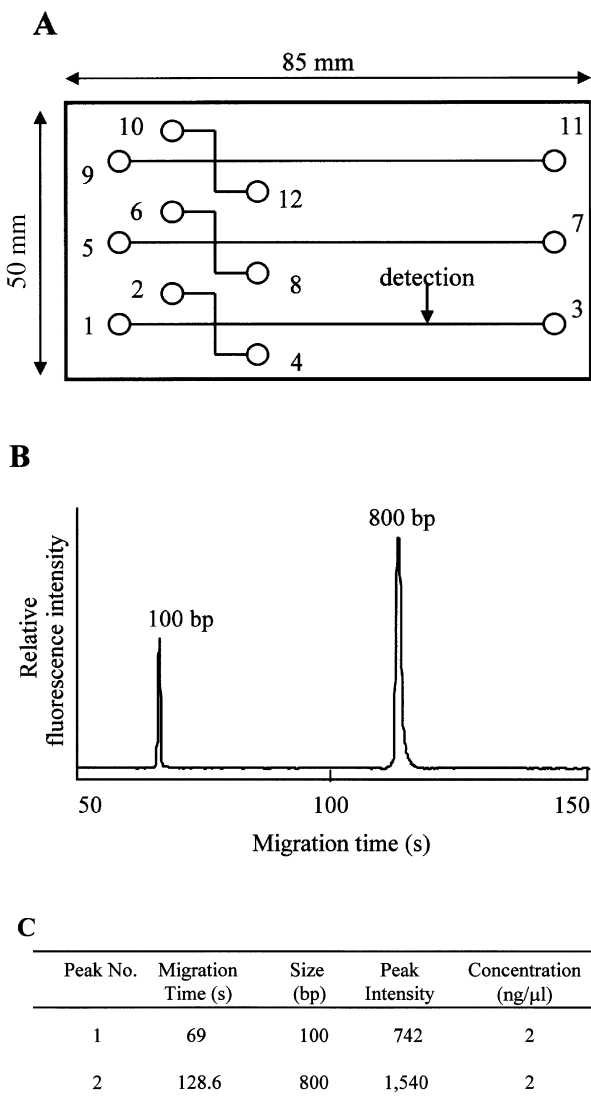 A
85 mm
50 mm
10
11
9
12
6
7
5
8
2
detection
3
1
4
B
Relative
fluorescence intensity
800 bp
100 bp
50 100 150
Migration time (s)
C
Peak No. Migration Size Peak Concentration
Time (s) (bp) Intensity (ng/μl)
1 69 100 742 2
2 128.6 800 1,540 2